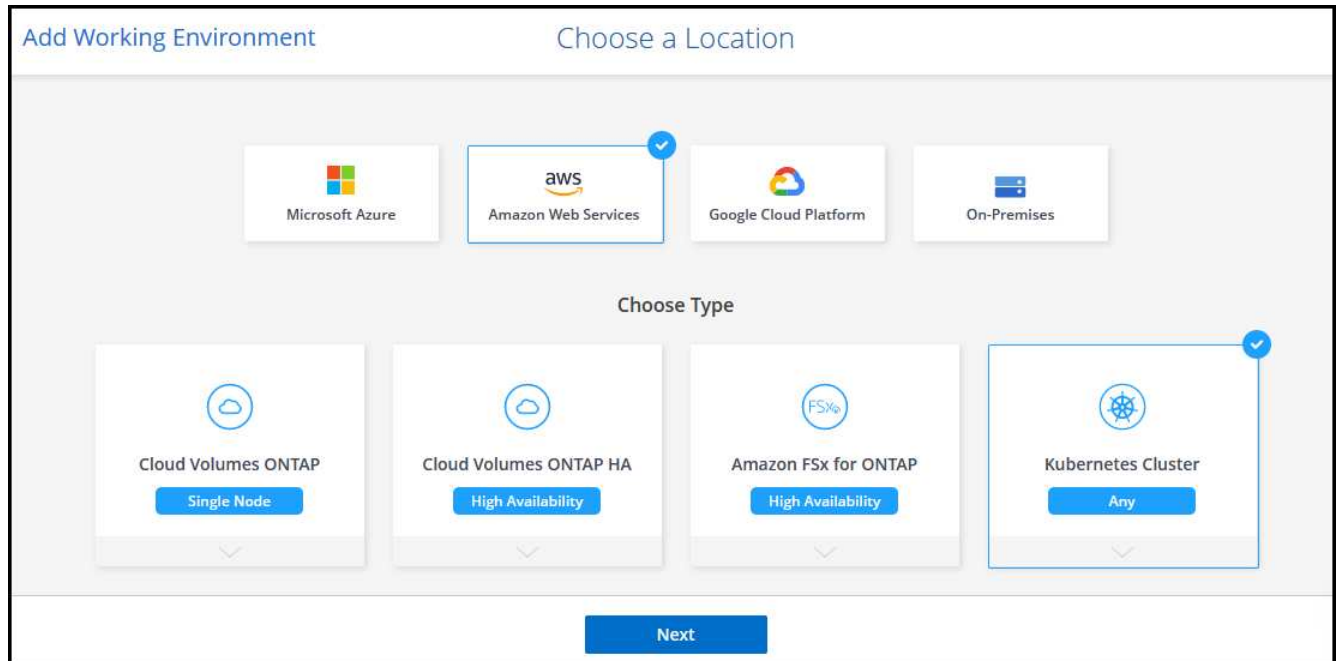 Add Working Environment
Choose a Location
Microsoft Azure
aws
Amazon Web Services
Google Cloud Platform
On-Premises
Choose Type
FSx
Cloud Volumes ONTAP
Single Node
Cloud Volumes ONTAP HA
High Availability
Amazon FSx for ONTAP
High Availability
Kubernetes Cluster
Any
Next